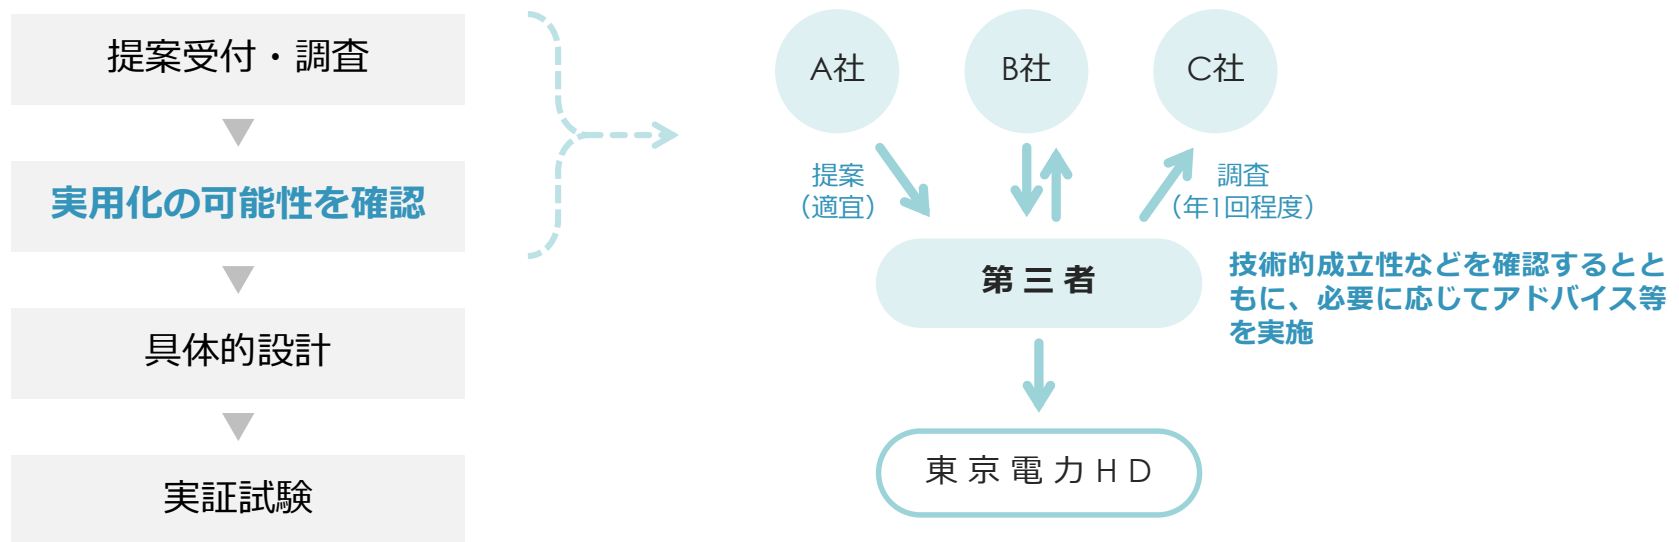 提案受付・調査
実用化の可能性を確認
具体的設計
実証試験
A社
B社
C社
提案
（適宜）
調査
（年1回程度）
第三者
技術的成立性などを確認するとと
もに、必要に応じてアドバイス等
を実施
東京電力HD